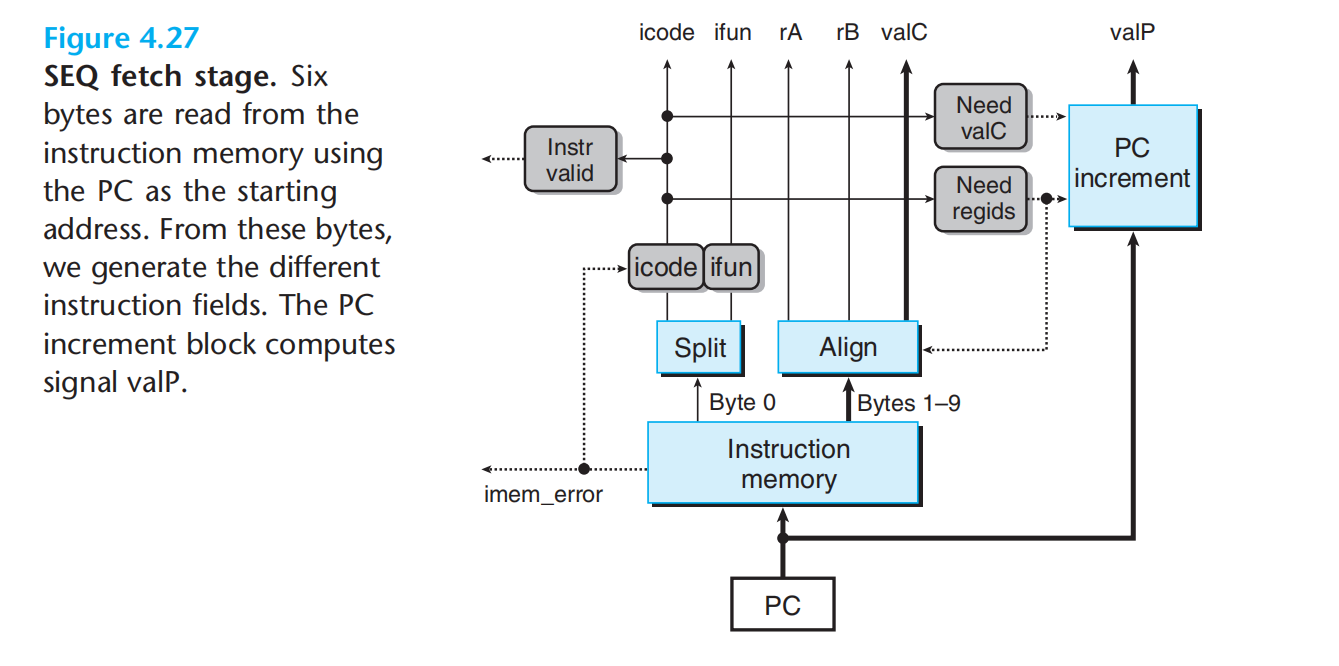 Figure 4.27
SEQ fetch stage. Six
bytes are read from the
instruction memory using
the PC as the starting
address. From these bytes,
we generate the different
instruction fields. The PC
increment block computes
signal valP.
icode ifun rA rB valC valP
Need
valC
Instr
valid
PC
increment
Need
regids
icode ifun
Split
Align
Byte 0
Bytes 1–9
Instruction
memory
imem_error
PC